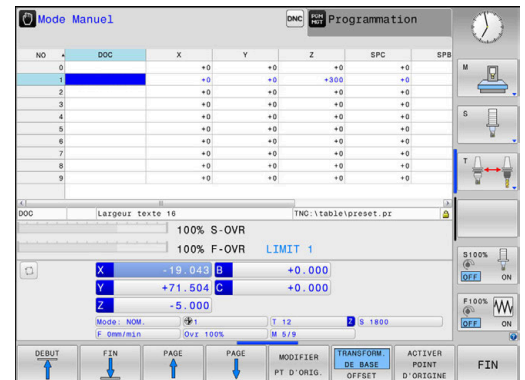 Mode Manuel DNC PGM MGT Programmation
NO DOC X Y Z SPC SPB
0 +0 +0 +0 +0
1 +0 +0 +300 +0
2 +0 +0 +0 +0
3 +0 +0 +0 +0
4 +0 +0 +0 +0
5 +0 +0 +0 +0
6 +0 +0 +0 +0
7 +0 +0 +0 +0
8 +0 +0 +0 +0
9 +0 +0 +0 +0
DOC Largeur texte 16 TNC:\table\preset.pr
100% S-OVR
100% F-OVR LIMIT 1
X -19.043 B +0.000
Y +71.504 C +0.000
Z -5.000
Mode: NOM. 1 T 12 Z S 1800
F 0mm/min Ovr 100% M 5/9
M
S
T
S100%
OFF ON
F100%
OFF ON
DEBUT
FIN
PAGE
PAGE
MODIFIER
PT D'ORIG.
TRANSFORM.
DE BASE
OFFSET
ACTIVER
POINT
D'ORIGINE
FIN